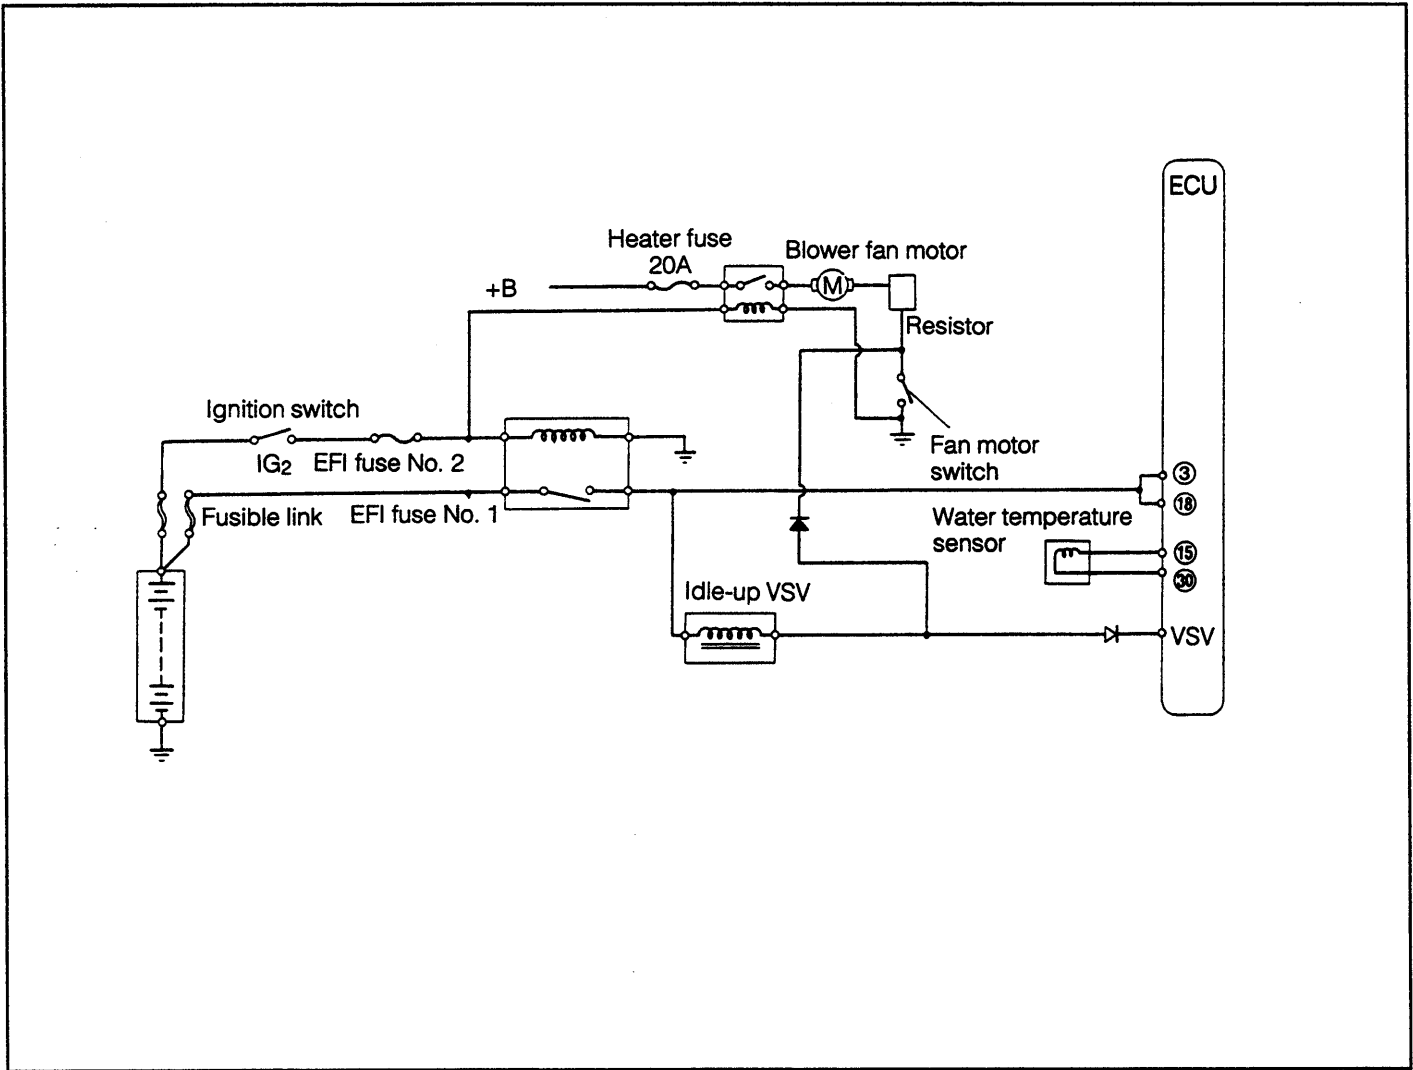 ECU
Heater fuse
20A
Blower fan motor
+B
M
Resistor
Ignition switch
IG2
EFI fuse No. 2
Fan motor
switch
3
Fusible link
EFI fuse No. 1
18
Water temperature
sensor
15
30
Idle-up VSV
VSV